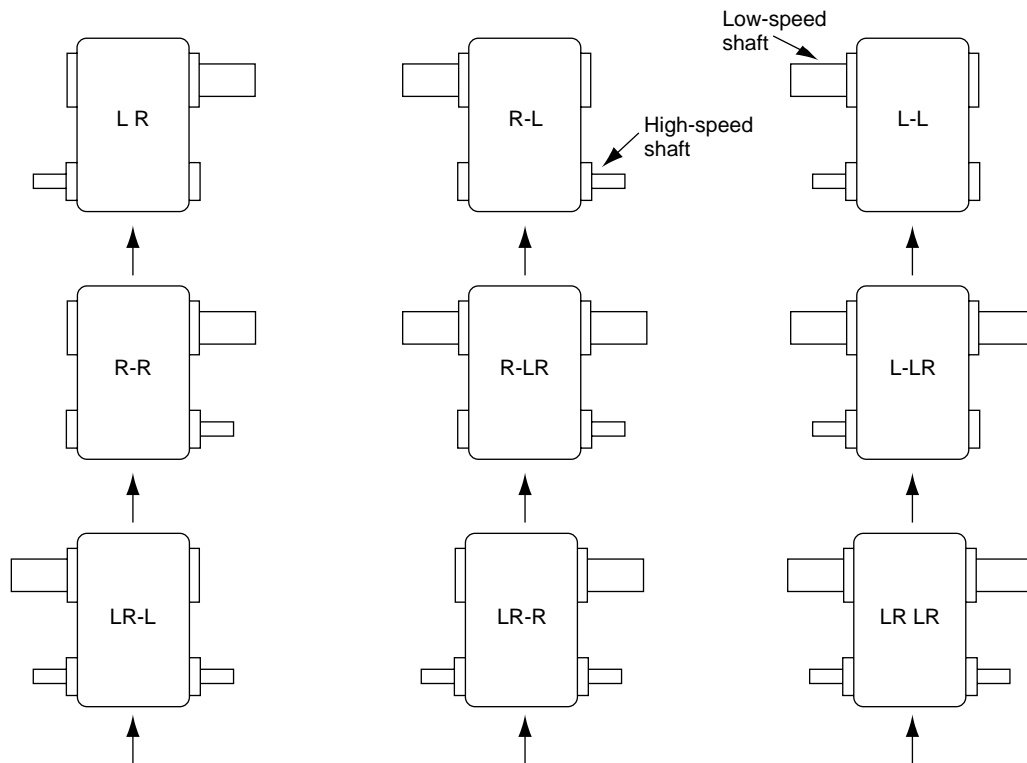 Low-speed
shaft
L R
R-L
L-L
High-speed
shaft
R-R
R-LR
L-LR
LR-L
LR-R
LR LR